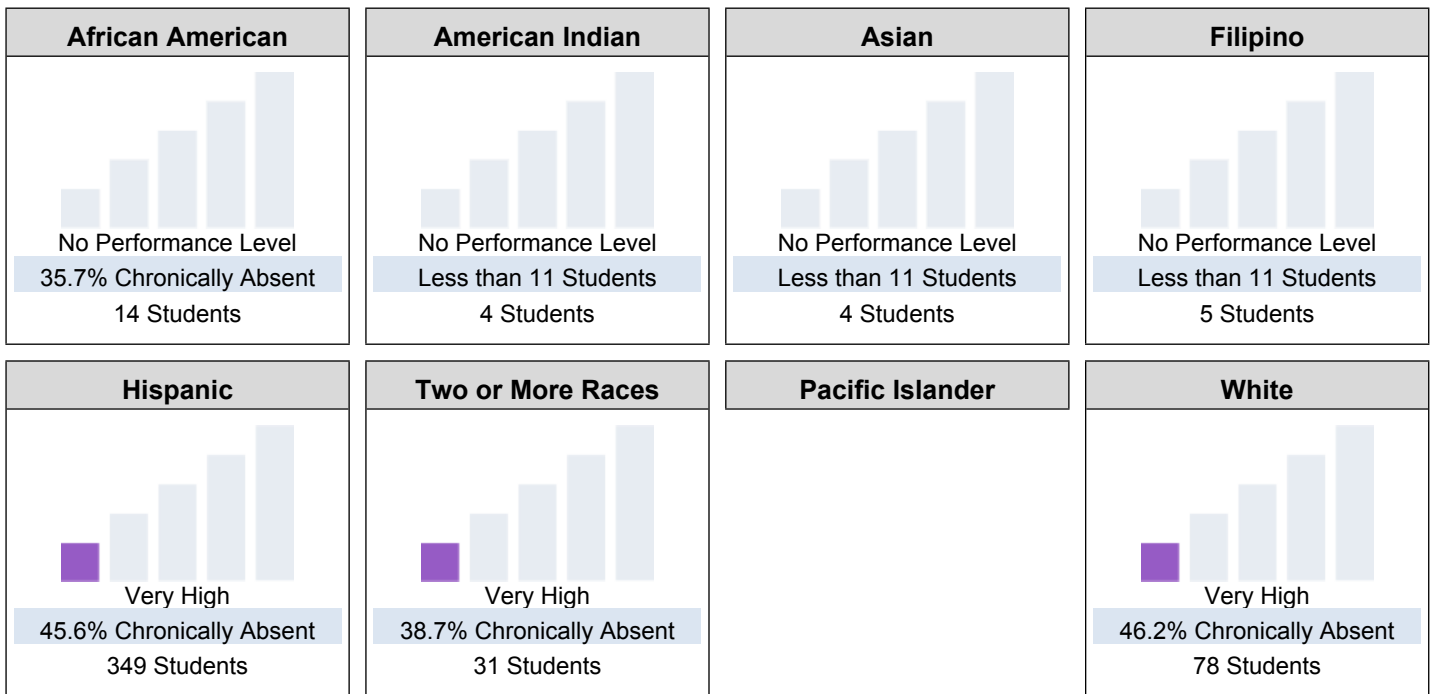 African American
No Performance Level
35.7% Chronically Absent
14 Students
American Indian
No Performance Level
Less than 11 Students
4 Students
Asian
No Performance Level
Less than 11 Students
4 Students
Filipino
No Performance Level
Less than 11 Students
5 Students
Hispanic
Very High
45.6% Chronically Absent
349 Students
Two or More Races
Very High
38.7% Chronically Absent
31 Students
Pacific Islander
White
Very High
46.2% Chronically Absent
78 Students